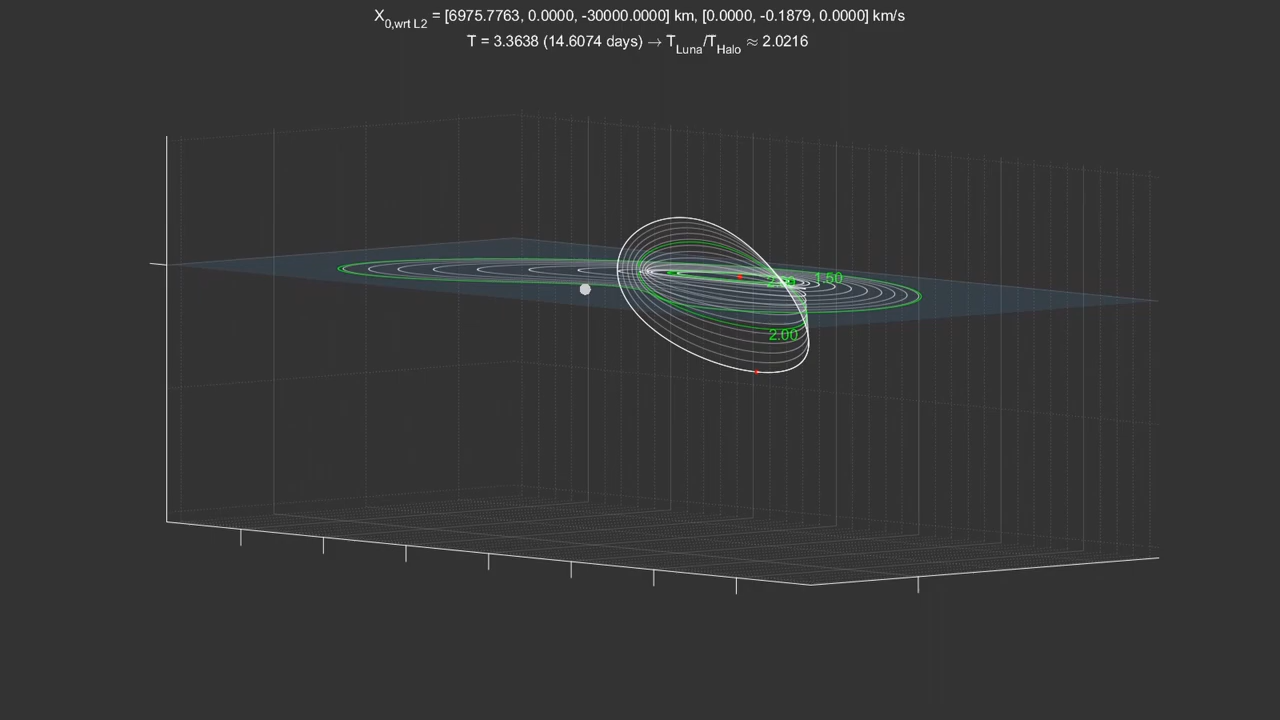 X0,wrt L2 = [6975.7763, 0.0000, -30000.0000] km, [0.0000, -0.1879, 0.0000] km/s
T = 3.3638 (14.6074 days) → TLuna/THalo ≈ 2.0216
1.50
2.00